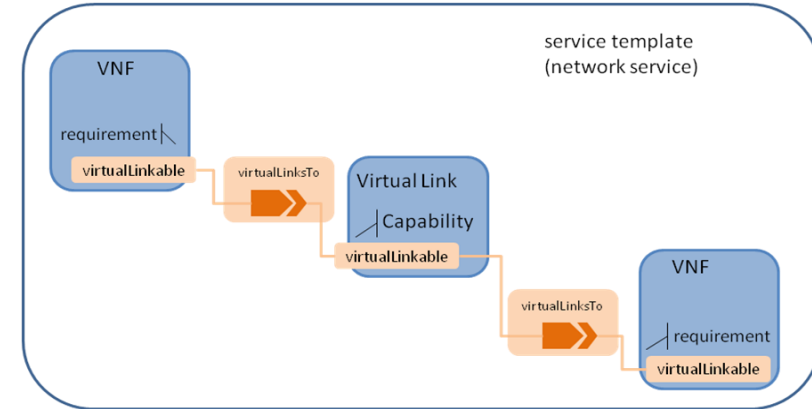 service template
(network service)
VNF
requirement
virtualLinkable
virtualLinksTo
Virtual Link
Capability
virtualLinkable
virtualLinksTo
VNF
requirement
virtualLinkable